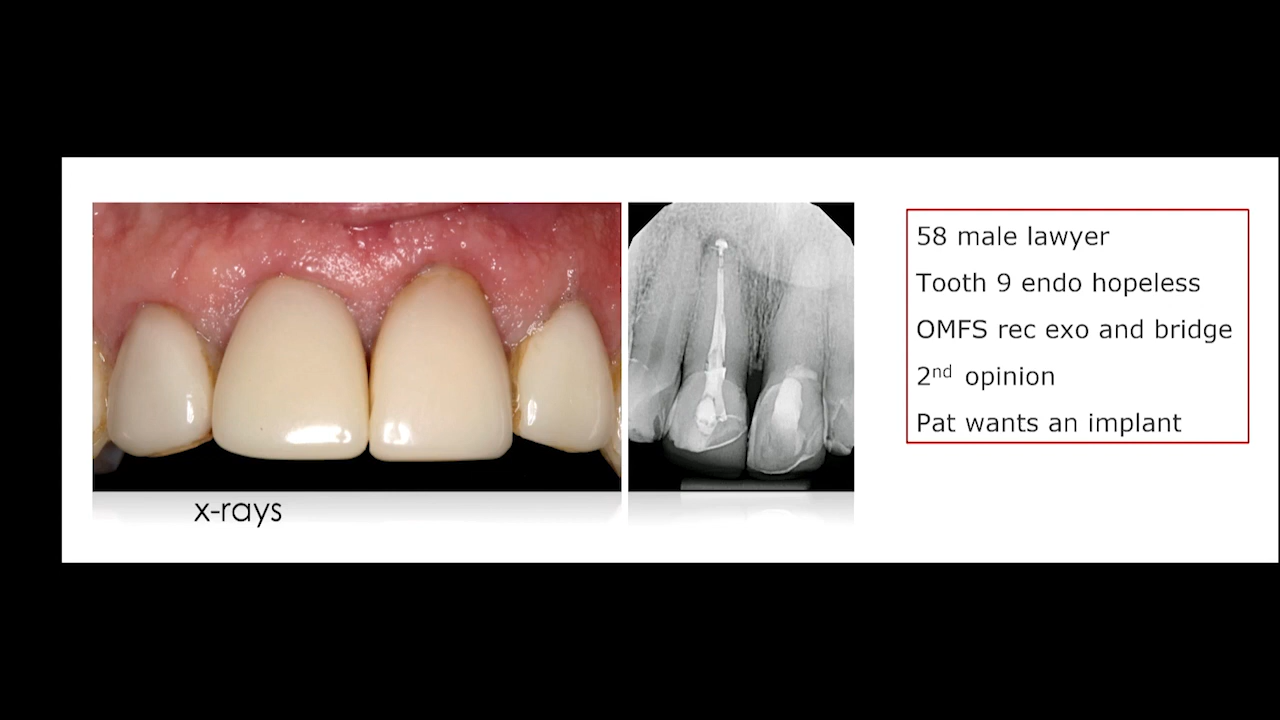 58 male lawyer
Tooth 9 endo hopeless
OMFS rec exo and bridge
2nd opinion
Pat wants an implant
x-rays